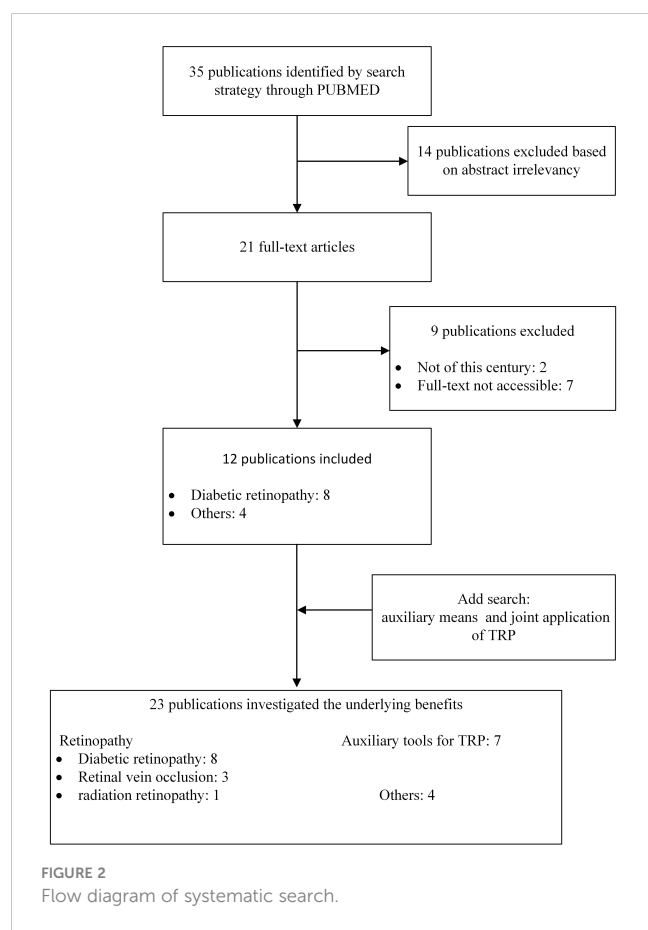 35 publications identified by search
strategy through PUBMED
14 publications excluded based
on abstract irrelevancy
21 full-text articles
9 publications excluded
• Not of this century: 2
• Full-text not accessible: 7
12 publications included
• Diabetic retinopathy: 8
• Others: 4
Add search:
auxiliary means and joint application
of TRP
23 publications investigated the underlying benefits
Retinopathy
Auxiliary tools for TRP: 7
• Diabetic retinopathy: 8
• Retinal vein occlusion: 3
• radiation retinopathy: 1
Others: 4
FIGURE 2
Flow diagram of systematic search.